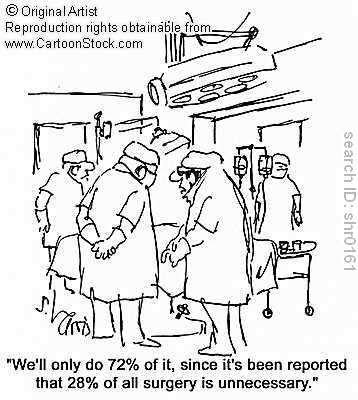 © Original Artist
Reproduction rights obtainable from
www.CartoonStock.com
search ID: shr0161
S. Harris
"We'll only do 72% of it, since it's been reported
that 28% of all surgery is unnecessary."